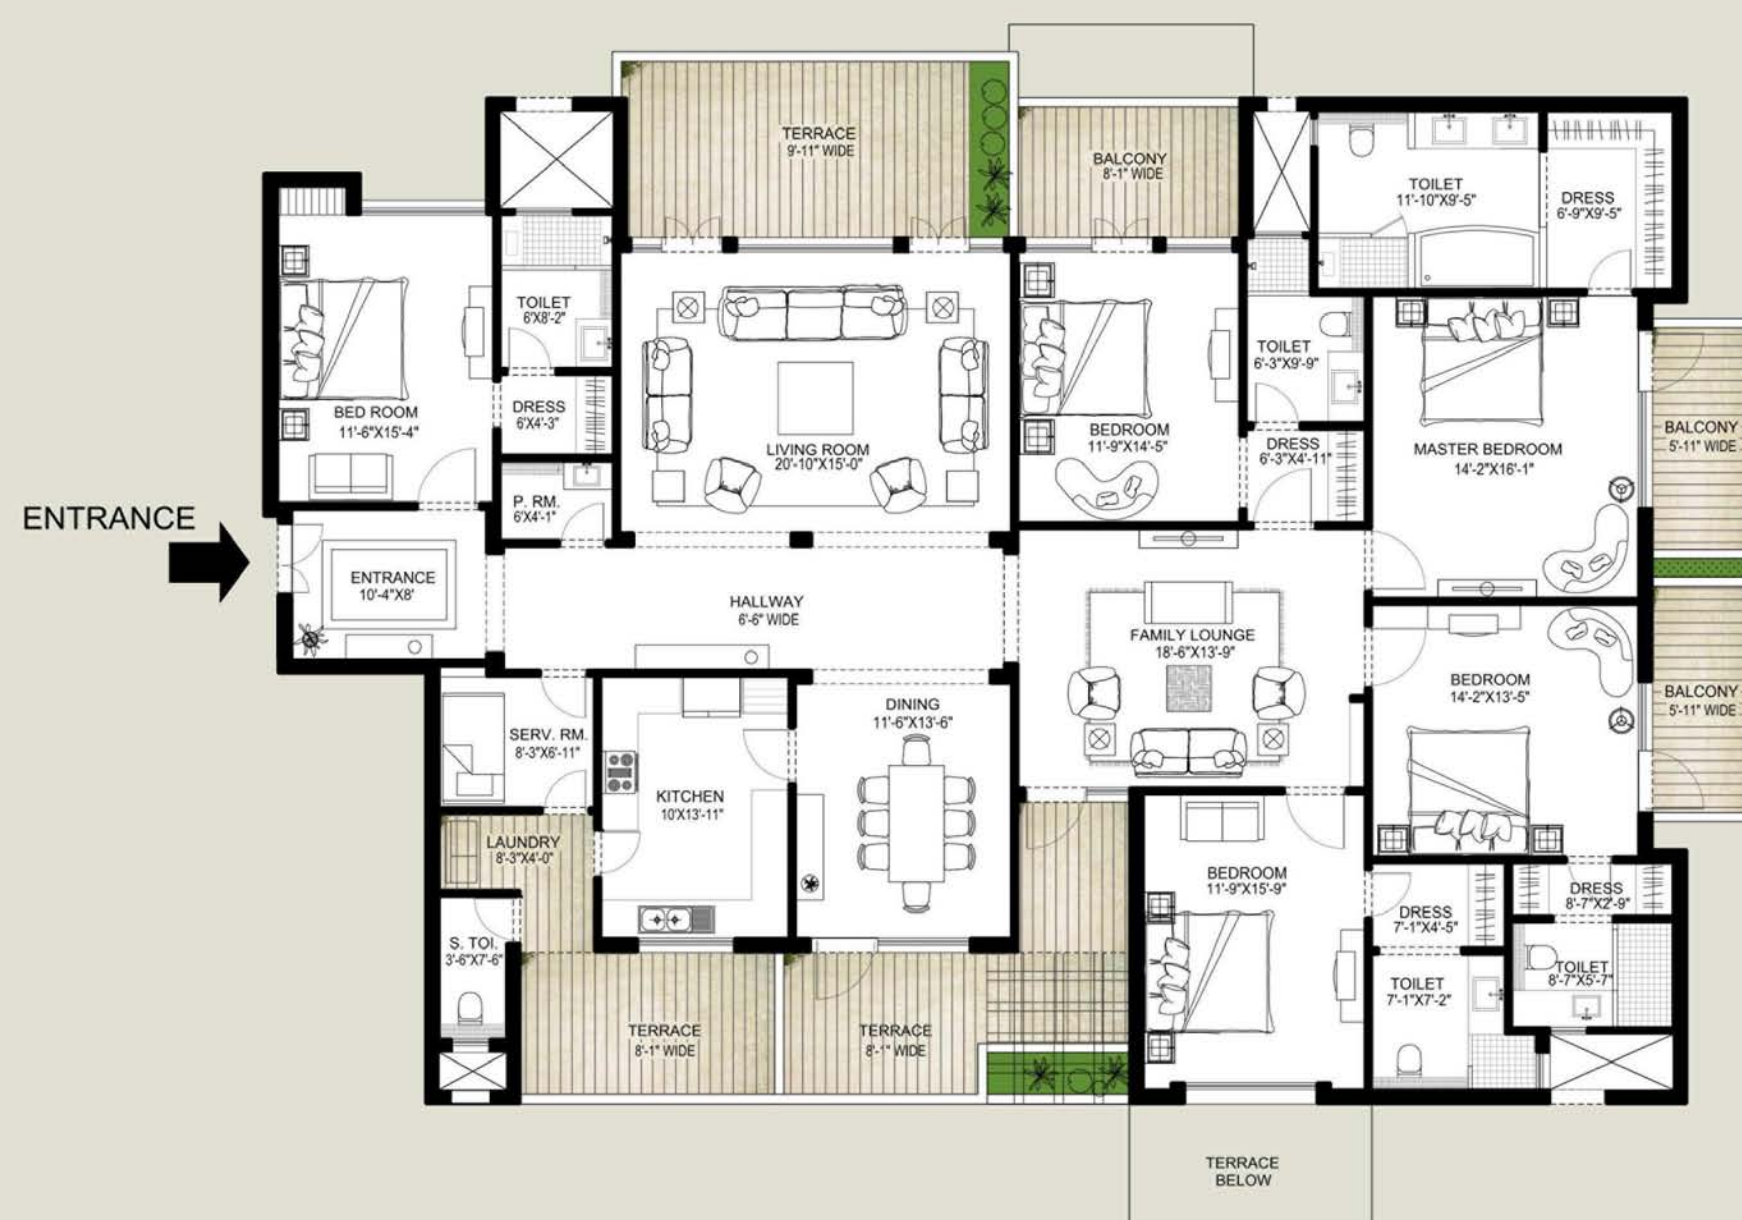 TERRACE
9'-11" WIDE
BALCONY
8'-1" WIDE
TOILET
11'-10"X9'-5"
DRESS
6'-9"X9'-5"
TOILET
6'X8'-2"
TOILET
6'-3"X9'-9"
BED ROOM
11'-6"X15'-4"
DRESS
6'X4'-3"
LIVING ROOM
20'-10"X15'-0"
BEDROOM
11'-9"X14'-5"
DRESS
6'-3"X4'-11"
MASTER BEDROOM
14'-2"X16'-1"
BALCONY
5'-11" WIDE
P. RM.
6'X4'-1"
ENTRANCE
ENTRANCE
10'-4"X8'
HALLWAY
6'-6" WIDE
FAMILY LOUNGE
18'-6"X13'-9"
BEDROOM
14'-2"X13'-5"
BALCONY
5'-11" WIDE
SERV. RM.
8'-3"X6'-11"
DINING
11'-6"X13'-6"
KITCHEN
10'X13'-11"
LAUNDRY
8'-3"X4'-0"
BEDROOM
11'-9"X15'-9"
DRESS
8'-7"X2'-9"
DRESS
7'-1"X4'-5"
S. TOI.
3'-6"X7'-6"
TOILET
8'-7"X5'-7"
TOILET
7'-1"X7'-2"
TERRACE
8'-1" WIDE
TERRACE
8'-1" WIDE
TERRACE
BELOW